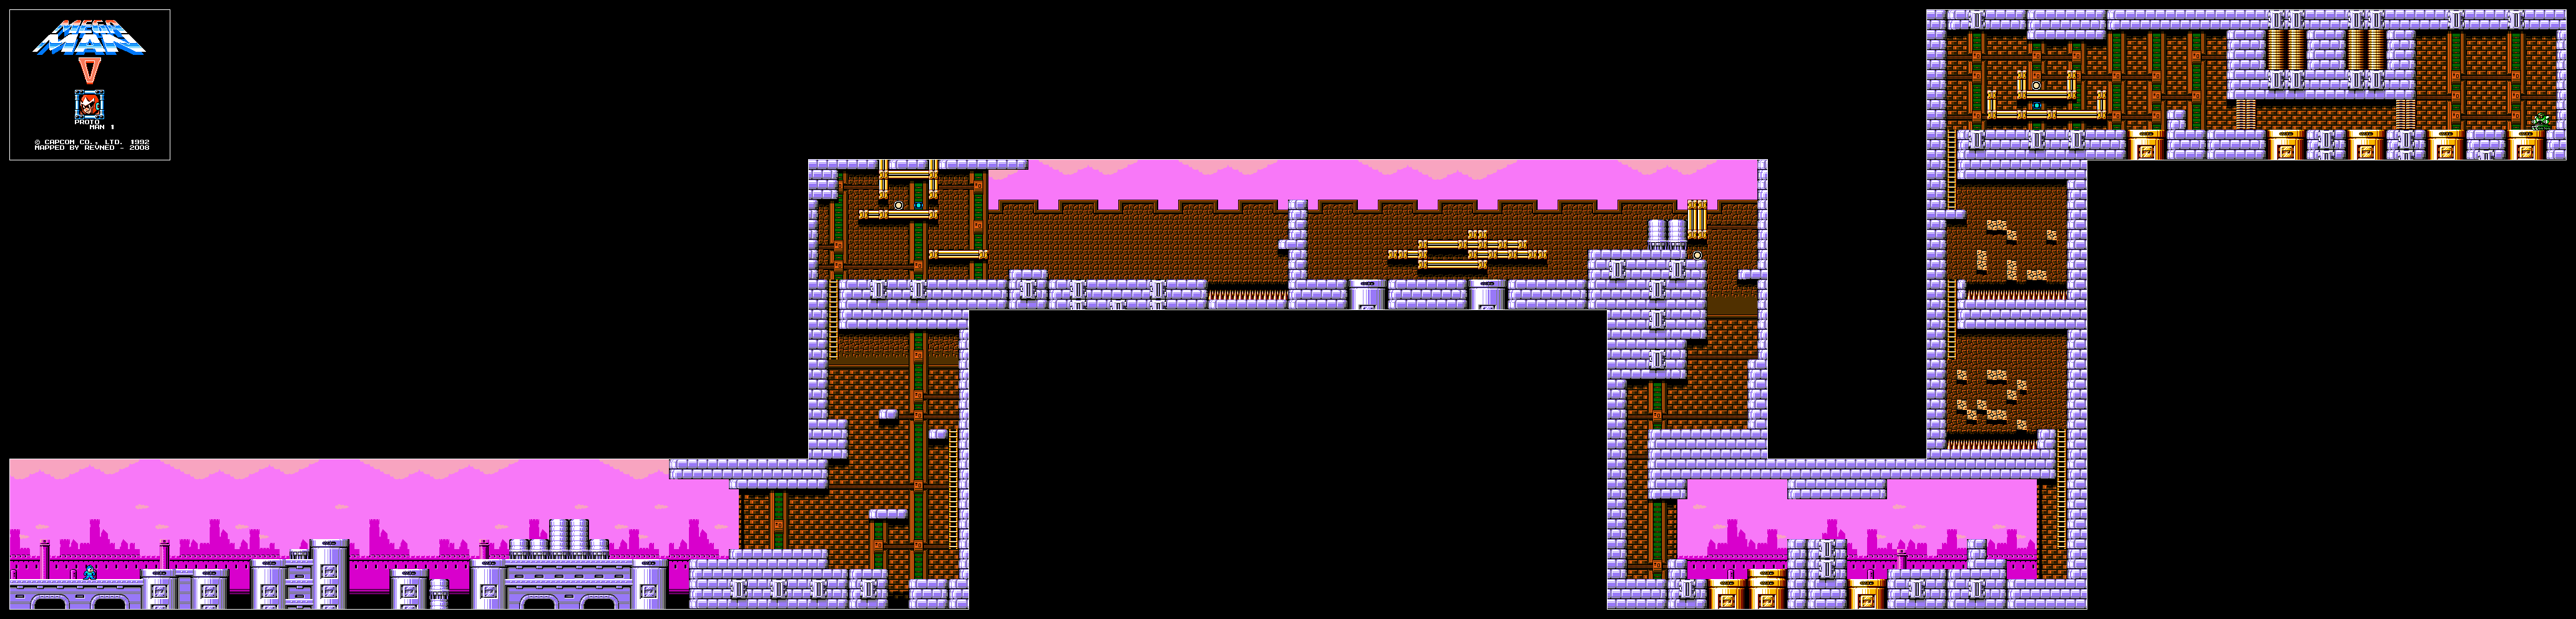 MEGA
MAN
V
PROTO
MAN 1
© CAPCOM CO., LTD. 1992
MAPPED BY REVNED - 2008